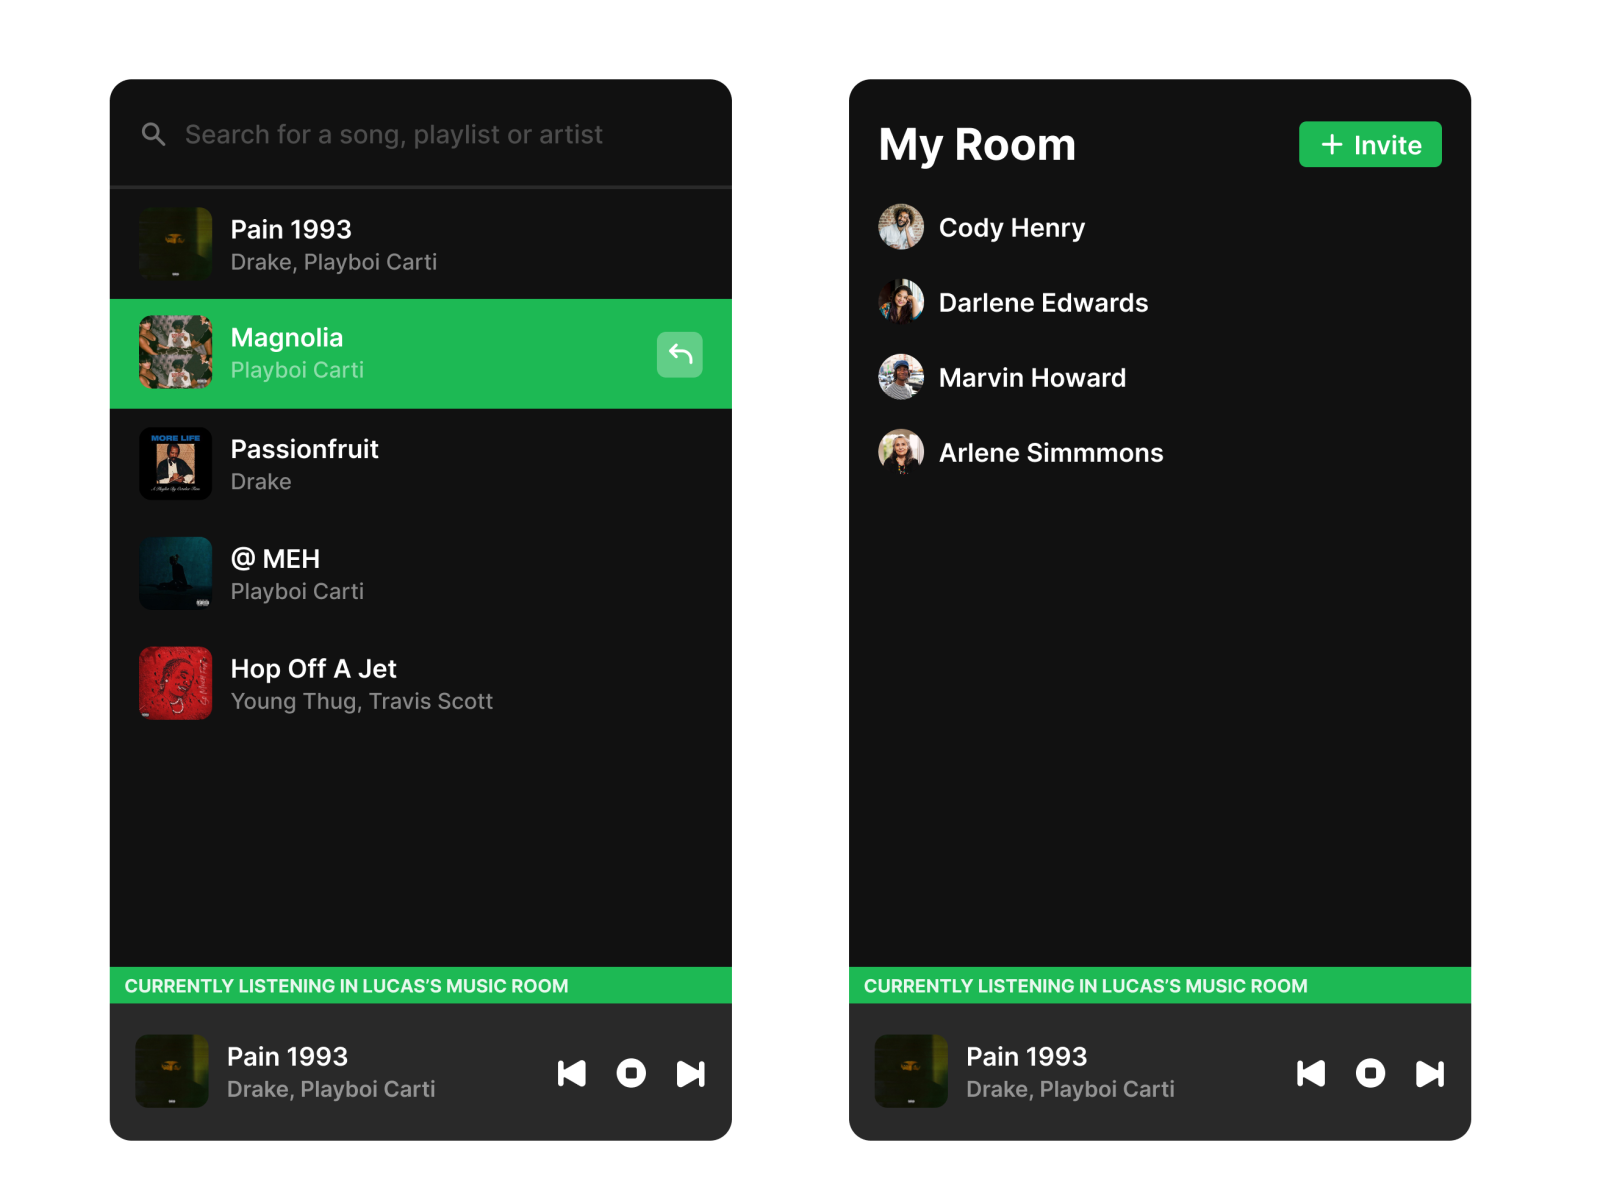 Search for a song, playlist or artist
Pain 1993
Drake, Playboi Carti
Magnolia
Playboi Carti
MORE LIFE
Passionfruit
Drake
@ MEH
Playboi Carti
Hop Off A Jet
Young Thug, Travis Scott
CURRENTLY LISTENING IN LUCAS’S MUSIC ROOM
Pain 1993
Drake, Playboi Carti
My Room
+ Invite
Cody Henry
Darlene Edwards
Marvin Howard
Arlene Simmmons
CURRENTLY LISTENING IN LUCAS’S MUSIC ROOM
Pain 1993
Drake, Playboi Carti